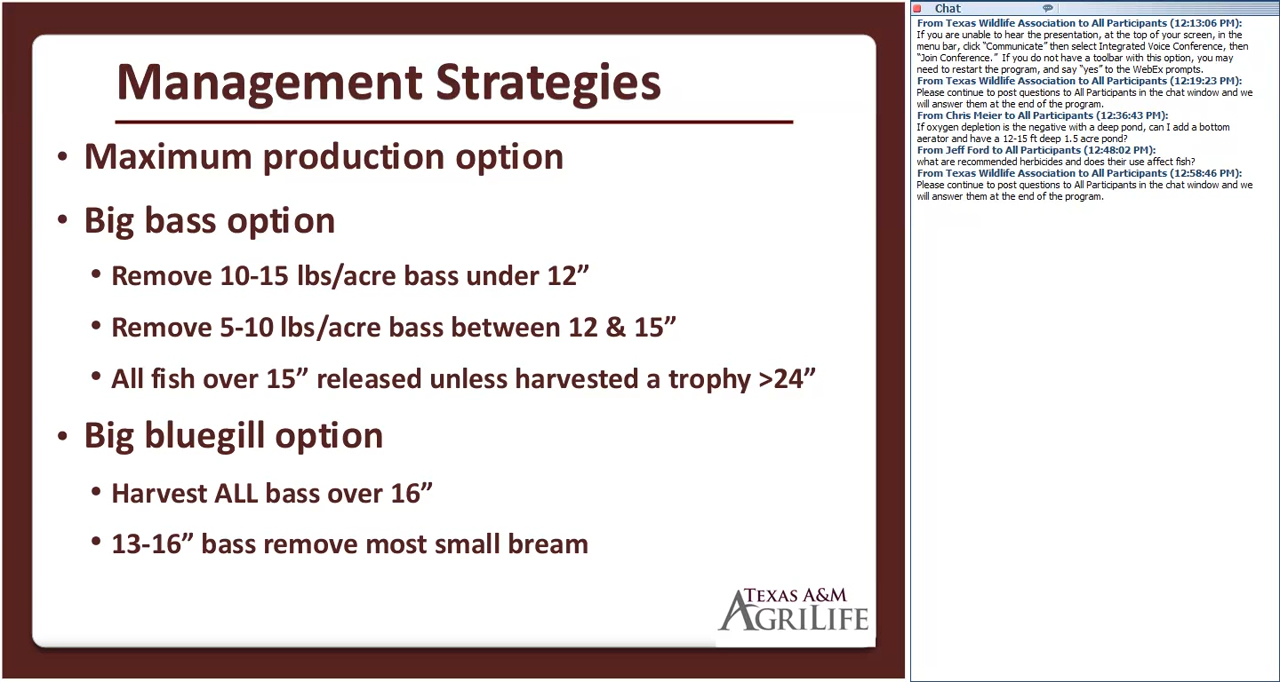 Management Strategies
• Maximum production option
• Big bass option
• Remove 10-15 lbs/acre bass under 12”
• Remove 5-10 lbs/acre bass between 12 & 15”
• All fish over 15” released unless harvested a trophy >24”
• Big bluegill option
• Harvest ALL bass over 16”
• 13-16” bass remove most small bream
TEXAS A&M
AGRILIFE
Chat
From Texas Wildlife Association to All Participants (12:13:06 PM):
If you are unable to hear the presentation, at the top of your screen, in the
menu bar, click “Communicate” then select Integrated Voice Conference, then
“Join Conference.” If you do not have a toolbar with this option, you may
need to restart the program, and say “yes” to the WebEx prompts.
From Texas Wildlife Association to All Participants (12:19:23 PM):
Please continue to post questions to All Participants in the chat window and we
will answer them at the end of the program.
From Chris Meier to All Participants (12:36:43 PM):
If oxygen depletion is the negative with a deep pond, can I add a bottom
aerator and have a 12-15 ft deep 1.5 acre pond?
From Jeff Ford to All Participants (12:48:02 PM):
what are recommended herbicides and does their use affect fish?
From Texas Wildlife Association to All Participants (12:58:46 PM):
Please continue to post questions to All Participants in the chat window and we
will answer them at the end of the program.